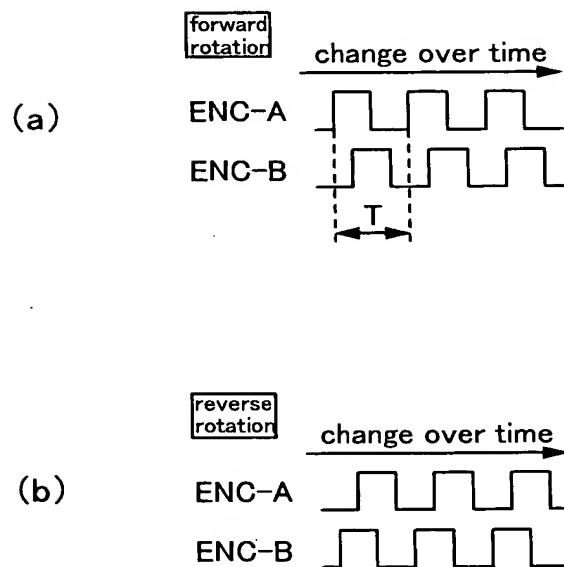 forward
rotation
change over time
(a)
ENC-A
ENC-B
T
reverse
rotation
change over time
(b)
ENC-A
ENC-B